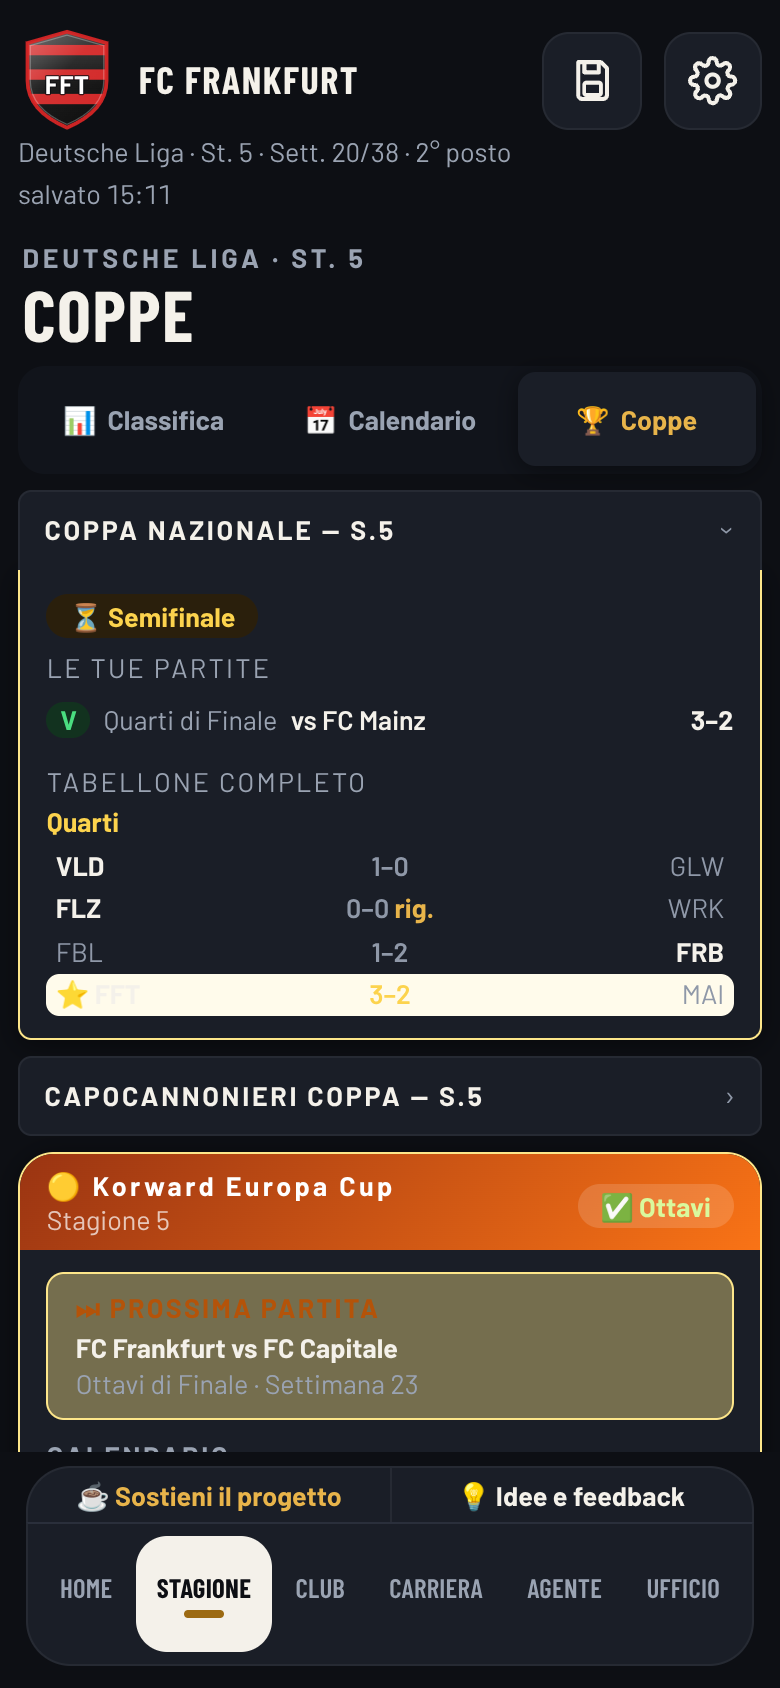 FFT
FC FRANKFURT
Deutsche Liga · St. 5 · Sett. 20/38 · 2° posto
salvato 15:11
DEUTSCHE LIGA · ST. 5
COPPE
📊 Classifica
📅 Calendario
🏆 Coppe
COPPA NAZIONALE – S.5
⏳ Semifinale
LE TUE PARTITE
V Quarti di Finale vs FC Mainz 3–2
TABELLONE COMPLETO
Quarti
VLD 1–0 GLW
FLZ 0–0 rig. WRK
FBL 1–2 FRB
⭐ FFT 3–2 MAI
CAPOCANNONIERI COPPA – S.5 ›
🟡 Korward Europa Cup
Stagione 5
✅ Ottavi
⏭ PROSSIMA PARTITA
FC Frankfurt vs FC Capitale
Ottavi di Finale · Settimana 23
CALENDARIO
☕ Sostieni il progetto
💡 Idee e feedback
HOME STAGIONE CLUB CARRIERA AGENTE UFFICIO